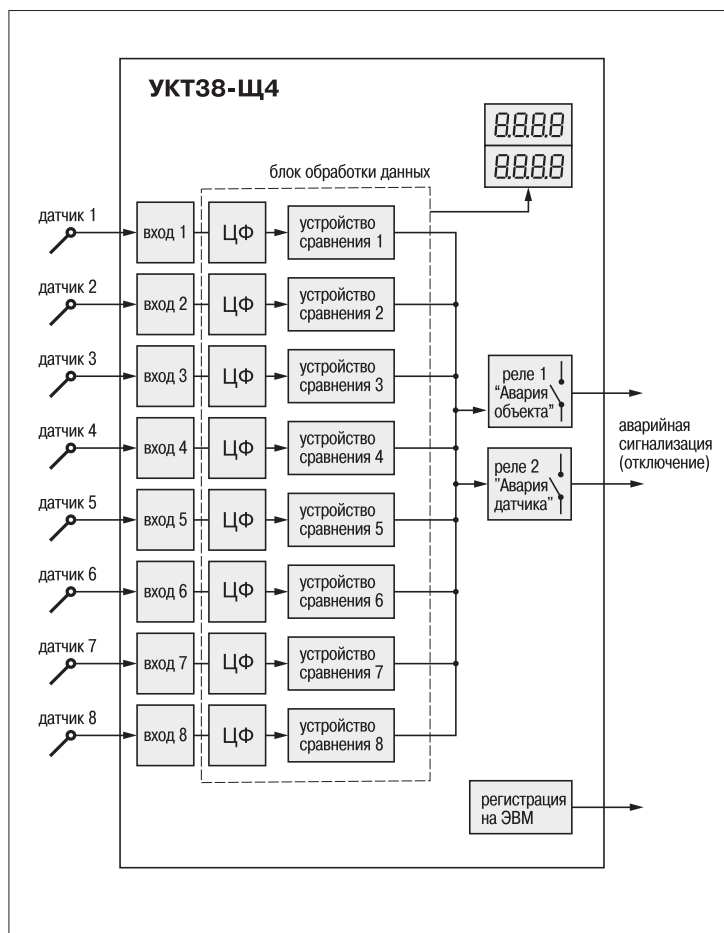 УКТ38-Щ4
8.8.8.8
8.8.8.8
блок обработки данных
датчик 1
вход 1
ЦФ
устройство
сравнения 1
датчик 2
вход 2
ЦФ
устройство
сравнения 2
датчик 3
вход 3
ЦФ
устройство
сравнения 3
реле 1
“Авария
объекта”
датчик 4
вход 4
ЦФ
устройство
сравнения 4
аварийная
сигнализация
(отключение)
реле 2
"Авария
датчика"
датчик 5
вход 5
ЦФ
устройство
сравнения 5
датчик 6
вход 6
ЦФ
устройство
сравнения 6
датчик 7
вход 7
ЦФ
устройство
сравнения 7
датчик 8
вход 8
ЦФ
устройство
сравнения 8
регистрация
на ЭВМ